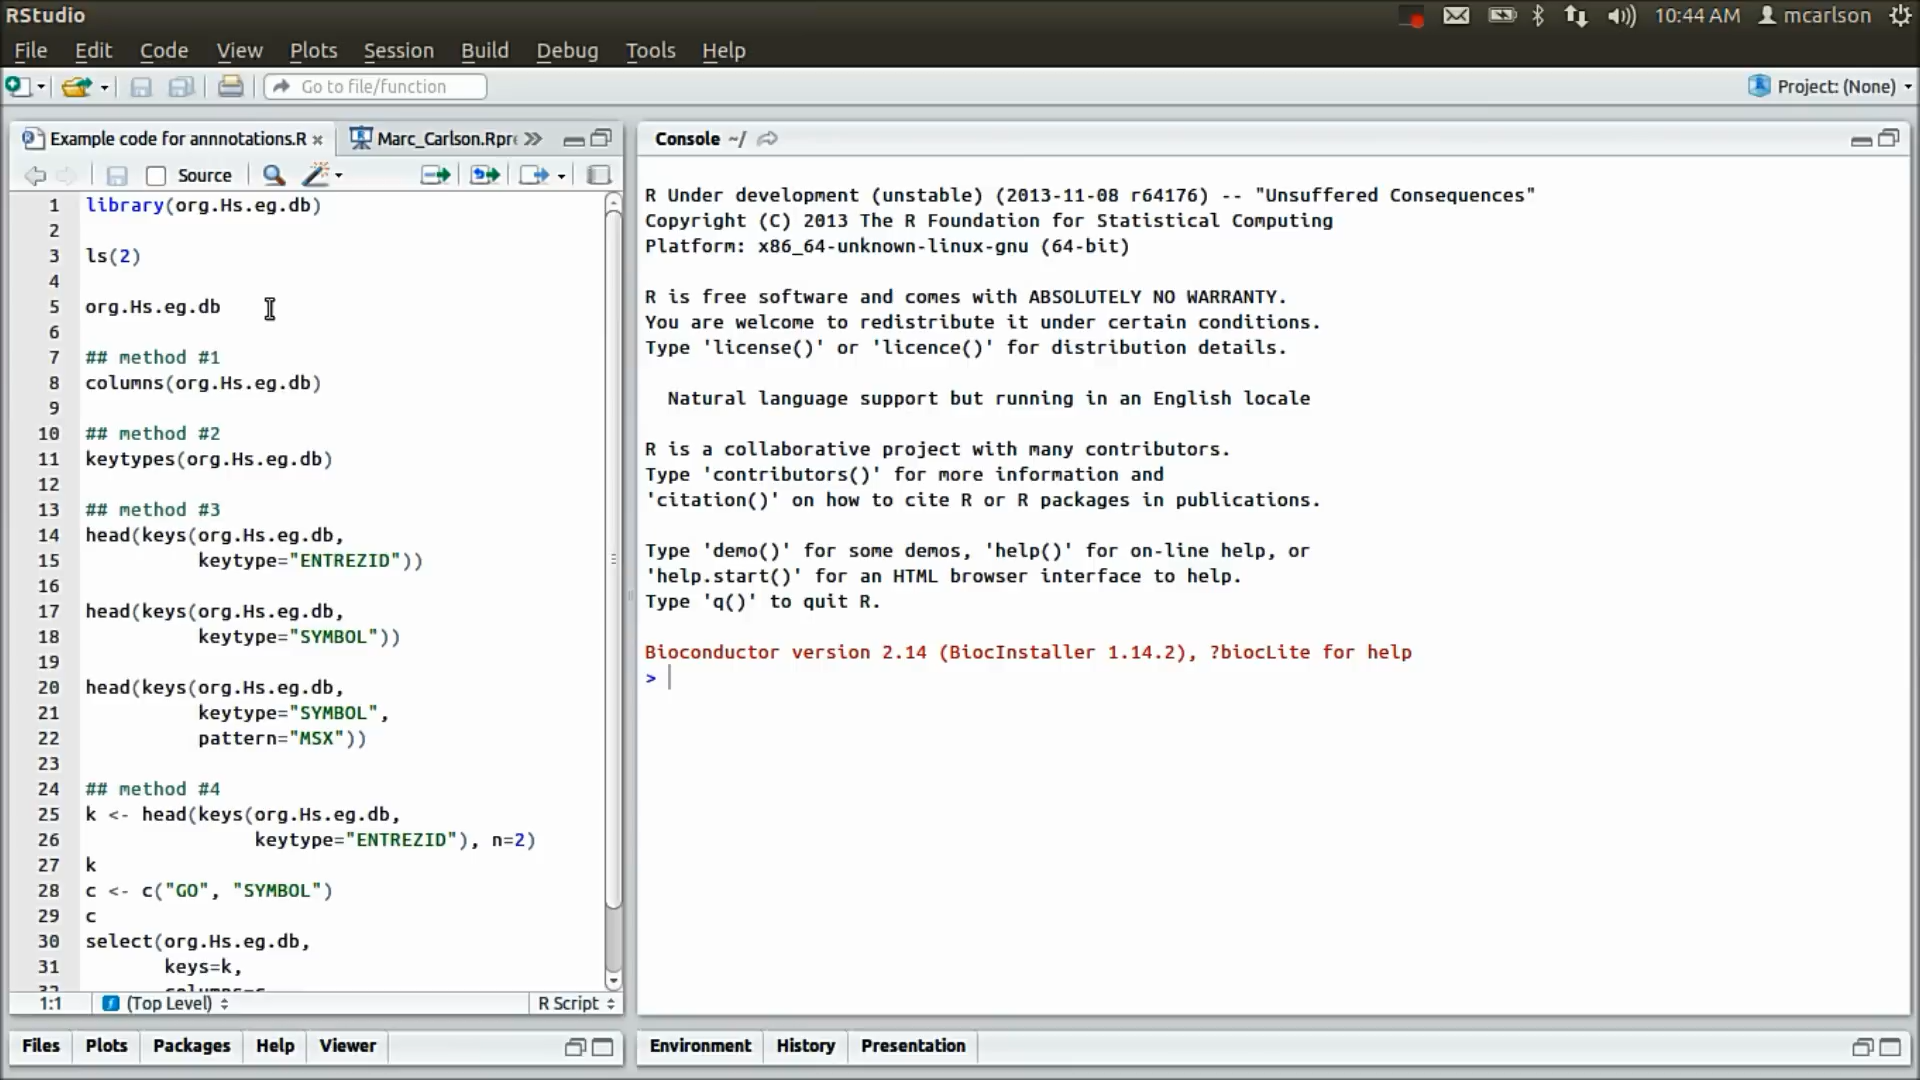 RStudio
10:44 AM mcarlson
File Edit Code View Plots Session Build Debug Tools Help
Go to file/function
Project: (None)
Example code for annnotations.R
Marc_Carlson.Rpr
Source
1 library(org.Hs.eg.db)
2
3 ls(2)
4
5 org.Hs.eg.db
6
7 ## method #1
8 columns(org.Hs.eg.db)
9
10 ## method #2
11 keytypes(org.Hs.eg.db)
12
13 ## method #3
14 head(keys(org.Hs.eg.db,
15 keytype="ENTREZID"))
16
17 head(keys(org.Hs.eg.db,
18 keytype="SYMBOL"))
19
20 head(keys(org.Hs.eg.db,
21 keytype="SYMBOL",
22 pattern="MSX"))
23
24 ## method #4
25 k <- head(keys(org.Hs.eg.db,
26 keytype="ENTREZID"), n=2)
27 k
28 c <- c("GO", "SYMBOL")
29 c
30 select(org.Hs.eg.db,
31 keys=k,
1:1 (Top Level) R Script
Files Plots Packages Help Viewer
Console ~/
R Under development (unstable) (2013-11-08 r64176) -- "Unsuffered Consequences"
Copyright (C) 2013 The R Foundation for Statistical Computing
Platform: x86_64-unknown-linux-gnu (64-bit)
R is free software and comes with ABSOLUTELY NO WARRANTY.
You are welcome to redistribute it under certain conditions.
Type 'license()' or 'licence()' for distribution details.
Natural language support but running in an English locale
R is a collaborative project with many contributors.
Type 'contributors()' for more information and
'citation()' on how to cite R or R packages in publications.
Type 'demo()' for some demos, 'help()' for on-line help, or
'help.start()' for an HTML browser interface to help.
Type 'q()' to quit R.
Bioconductor version 2.14 (BiocInstaller 1.14.2), ?biocLite for help
>
Environment History Presentation